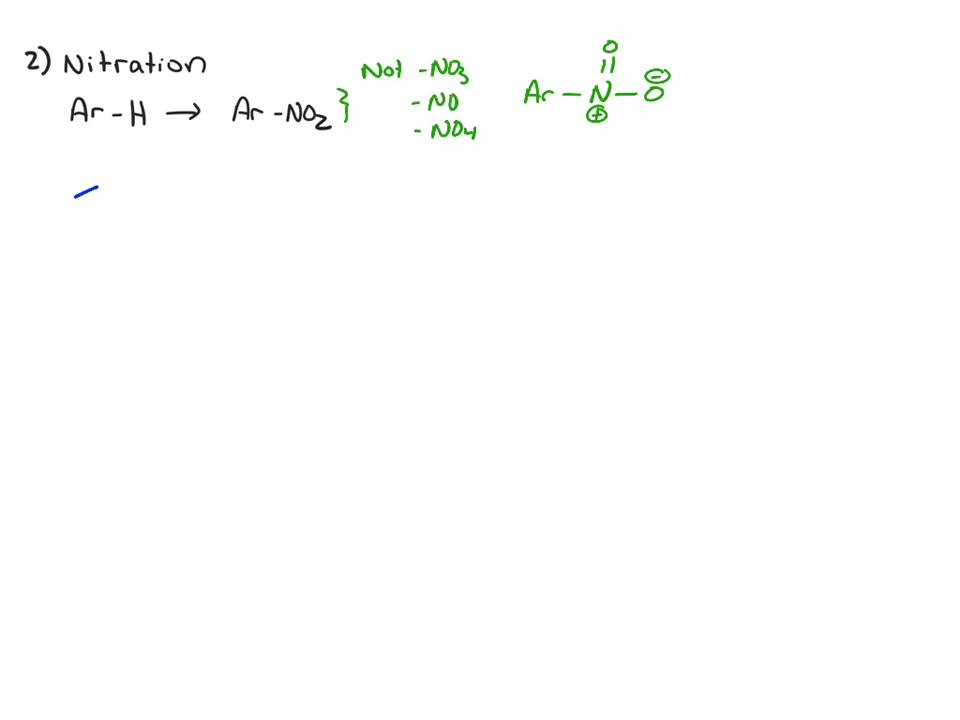 2) Nitration
Ar-H → Ar-NO₂ } Not -NO₃
-NO
-NO₄
O
||
Ar — N — O
⊕ ⊖